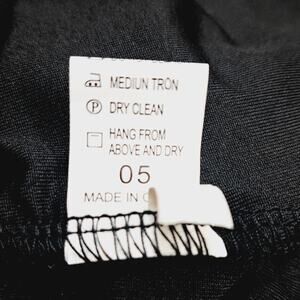 MEDIUN TRON
P DRY CLEAN
HANG FROM
ABOVE AND DRY
05
MADE IN